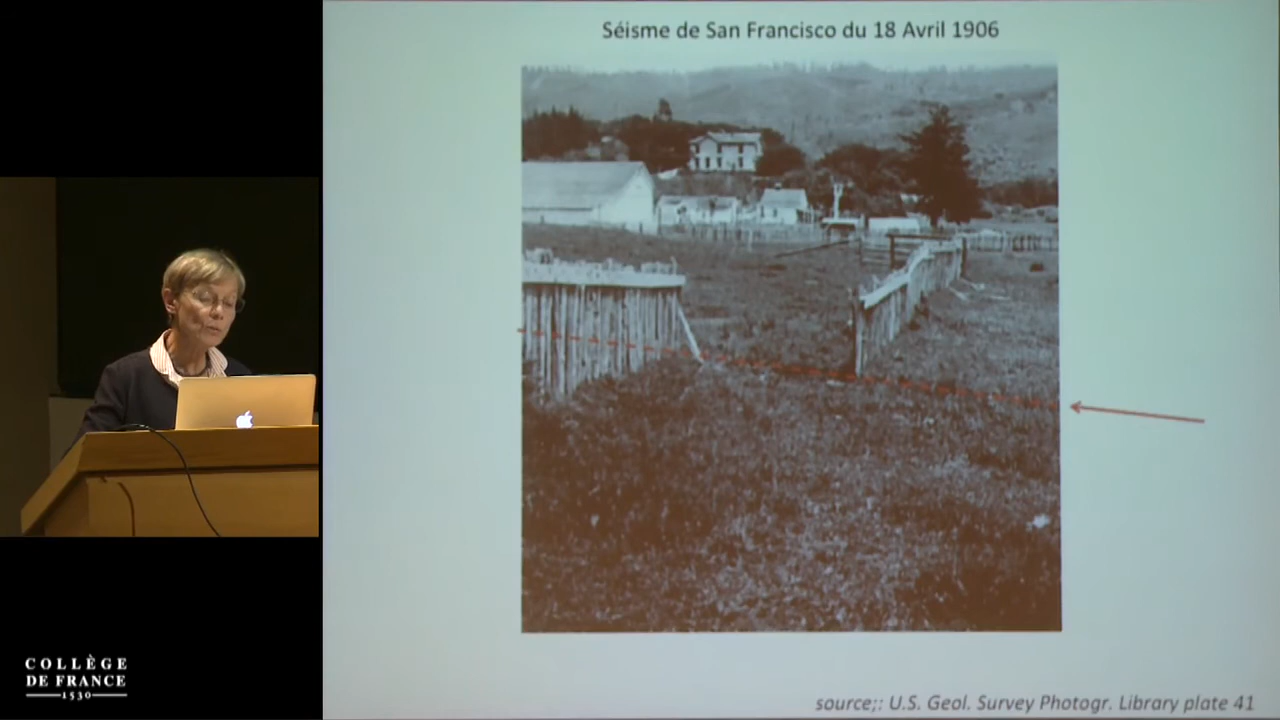 Séisme de San Francisco du 18 Avril 1906
source;: U.S. Geol. Survey Photogr. Library plate 41
COLLÈGE
DE FRANCE
1530